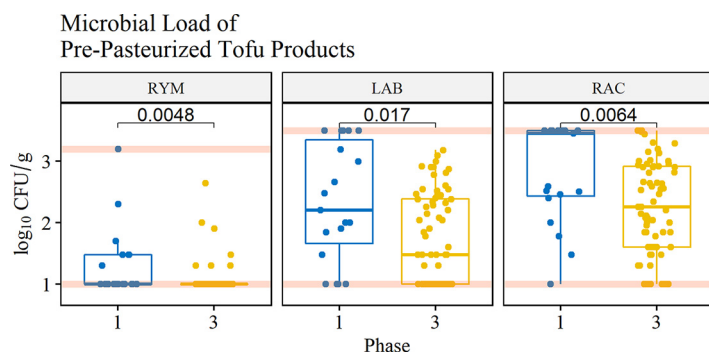 Microbial Load of
Pre-Pasteurized Tofu Products
RYM
LAB
RAC
0.0048
0.017
0.0064
log₁₀ CFU/g
3
2
1
1
3
1
3
1
3
Phase